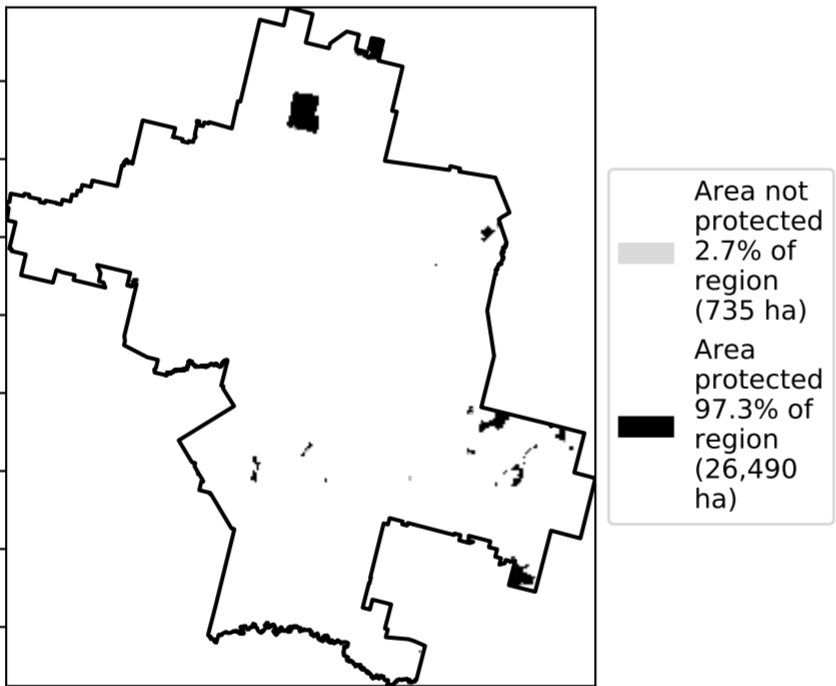 Area not
protected
2.7% of
region
(735 ha)
Area
protected
97.3% of
region
(26,490
ha)